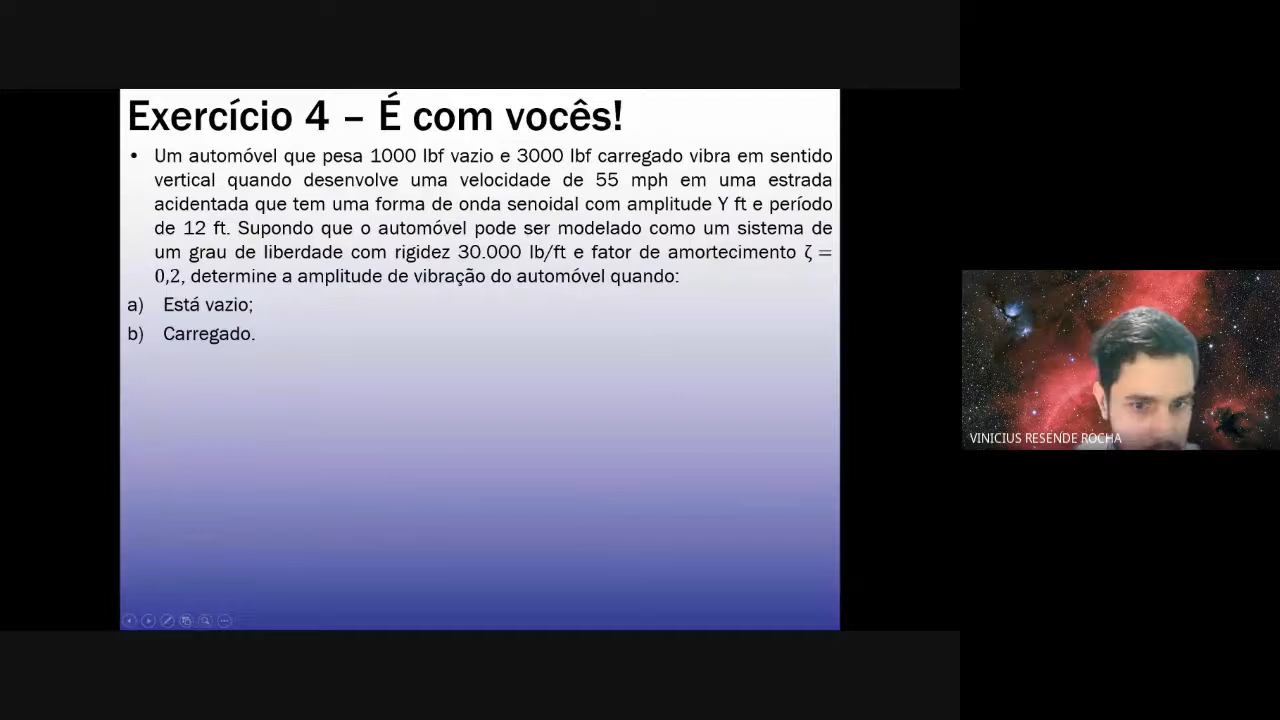 Exercício 4 – É com vocês!
• Um automóvel que pesa 1000 lbf vazio e 3000 lbf carregado vibra em sentido
vertical quando desenvolve uma velocidade de 55 mph em uma estrada
acidentada que tem uma forma de onda senoidal com amplitude Y ft e período
de 12 ft. Supondo que o automóvel pode ser modelado como um sistema de
um grau de liberdade com rigidez 30.000 lb/ft e fator de amortecimento ζ =
0,2, determine a amplitude de vibração do automóvel quando:
a) Está vazio;
b) Carregado.
VINICIUS RESENDE ROCHA